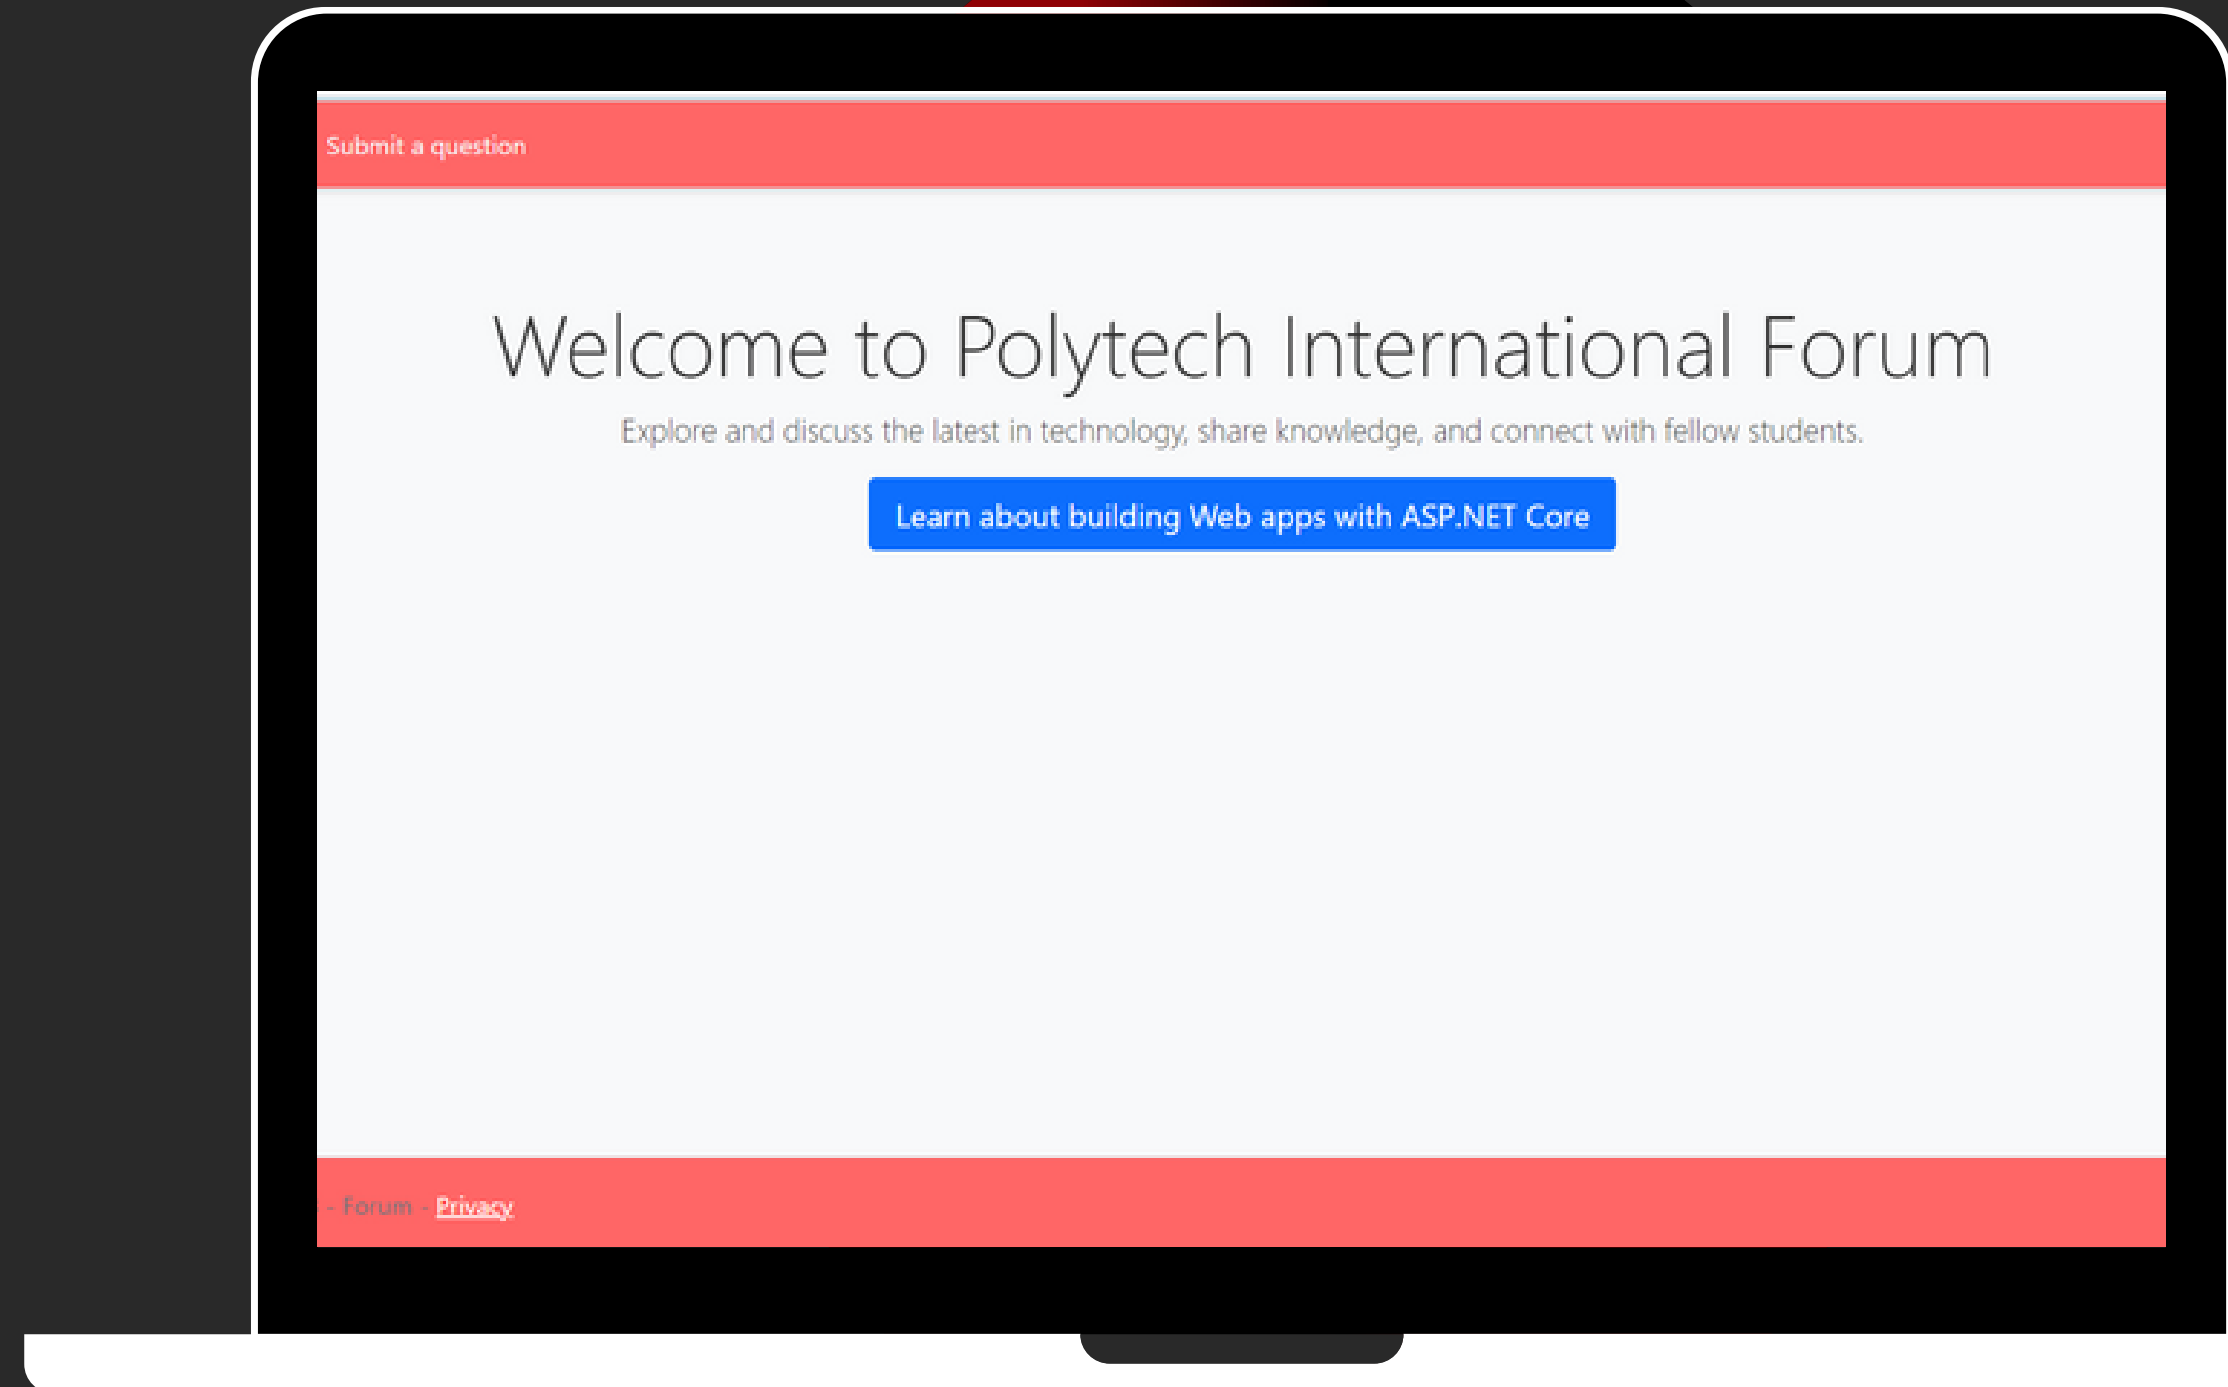 Submit a question
Welcome to Polytech International Forum
Explore and discuss the latest in technology, share knowledge, and connect with fellow students.
Learn about building Web apps with ASP.NET Core
- Forum - Privacy